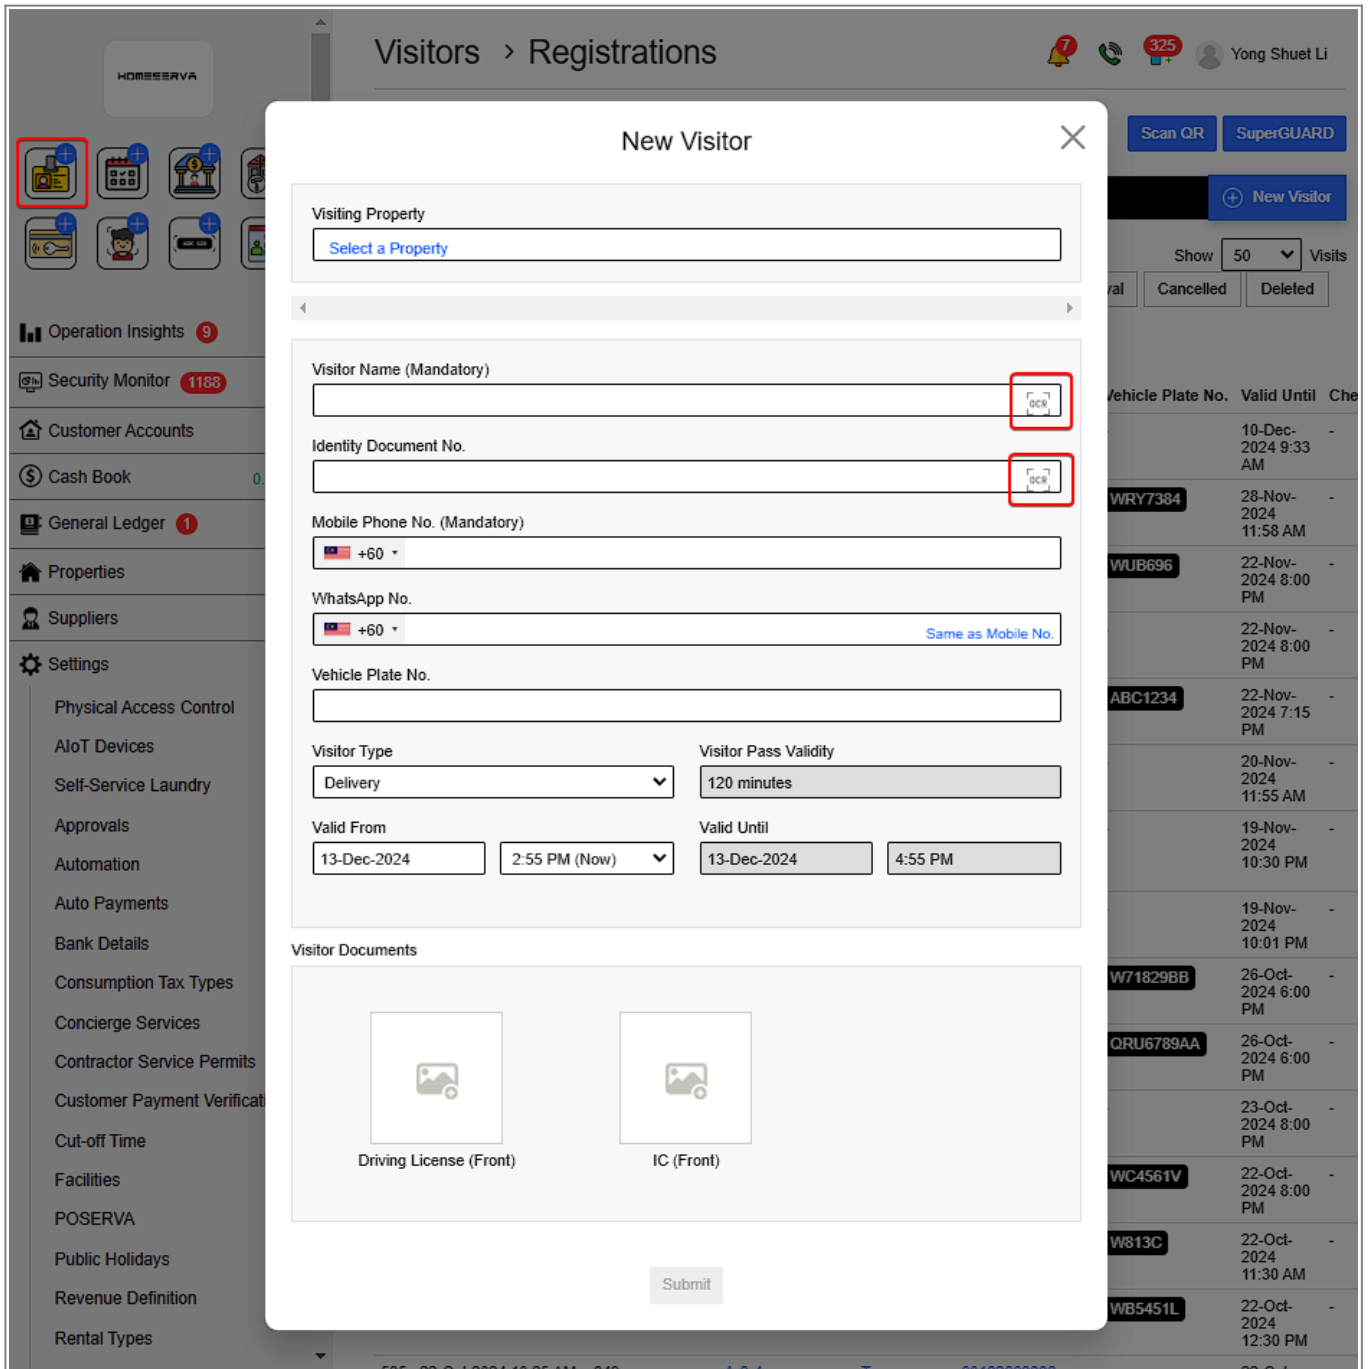 HOMESERVA
Visitors > Registrations
7
325
Yong Shuet Li
Scan QR
SuperGUARD
New Visitor
Show 50 Visits
Cancelled
Deleted
Operation Insights 9
Security Monitor 1188
Customer Accounts
Cash Book
General Ledger 1
Properties
Suppliers
Settings
Physical Access Control
AIoT Devices
Self-Service Laundry
Approvals
Automation
Auto Payments
Bank Details
Consumption Tax Types
Concierge Services
Contractor Service Permits
Customer Payment Verificati
Cut-off Time
Facilities
POSERVA
Public Holidays
Revenue Definition
Rental Types
New Visitor
Visiting Property
Select a Property
Visitor Name (Mandatory)
OCR
Identity Document No.
OCR
Mobile Phone No. (Mandatory)
+60
WhatsApp No.
+60
Same as Mobile No.
Vehicle Plate No.
Visitor Type
Visitor Pass Validity
Delivery
120 minutes
Valid From
Valid Until
13-Dec-2024
2:55 PM (Now)
13-Dec-2024
4:55 PM
Visitor Documents
Driving License (Front)
IC (Front)
Submit
Vehicle Plate No. Valid Until Che
10-Dec-
2024 9:33
AM
-
WRY7384
28-Nov-
2024
11:58 AM
-
WUB696
22-Nov-
2024 8:00
PM
-
22-Nov-
2024 8:00
PM
-
ABC1234
22-Nov-
2024 7:15
PM
-
20-Nov-
2024
11:55 AM
-
19-Nov-
2024
10:30 PM
-
19-Nov-
2024
10:01 PM
-
W71829BB
26-Oct-
2024 6:00
PM
-
QRU6789AA
26-Oct-
2024 6:00
PM
-
23-Oct-
2024 8:00
PM
-
WC4561V
22-Oct-
2024 8:00
PM
-
W813C
22-Oct-
2024
11:30 AM
-
WB5451L
22-Oct-
2024
12:30 PM
-